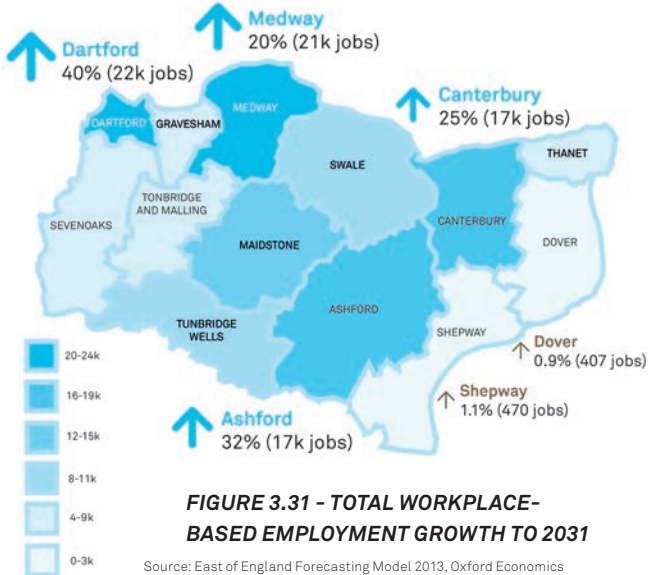 Medway
20% (21k jobs)
Dartford
40% (22k jobs)
Canterbury
25% (17k jobs)
MEDWAY
DARTFORD
GRAVESHAM
THANET
SWALE
TONBRIDGE
AND MALLING
SEVENOAKS
CANTERBURY
MAIDSTONE
DOVER
ASHFORD
TUNBRIDGE
WELLS
SHEPWAY
Dover
0.9% (407 jobs)
Shepway
1.1% (470 jobs)
Ashford
32% (17k jobs)
20-24k
16-19k
12-15k
8-11k
4-9k
0-3k
FIGURE 3.31 - TOTAL WORKPLACE-
BASED EMPLOYMENT GROWTH TO 2031
Source: East of England Forecasting Model 2013, Oxford Economics